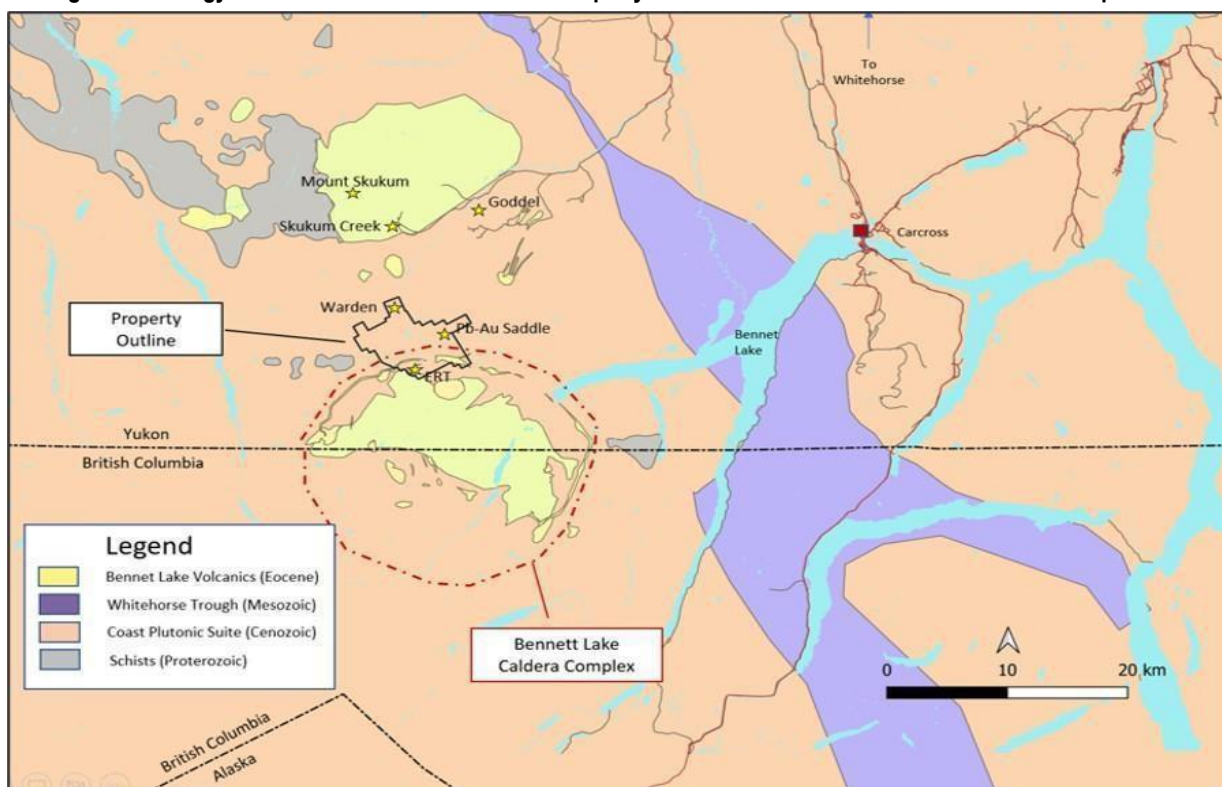 To
Whitehorse
Mount Skukum
Skukum Creek
Goddel
Carcross
Warden
Property
Outline
Pb-Au Saddle
Bennet
Lake
ERT
Yukon
British Columbia
Legend
Bennet Lake Volcanics (Eocene)
Whitehorse Trough (Mesozoic)
Coast Plutonic Suite (Cenozoic)
Schists (Proterozoic)
Bennett Lake
Caldera Complex
0 10 20 km
British Columbia
Alaska